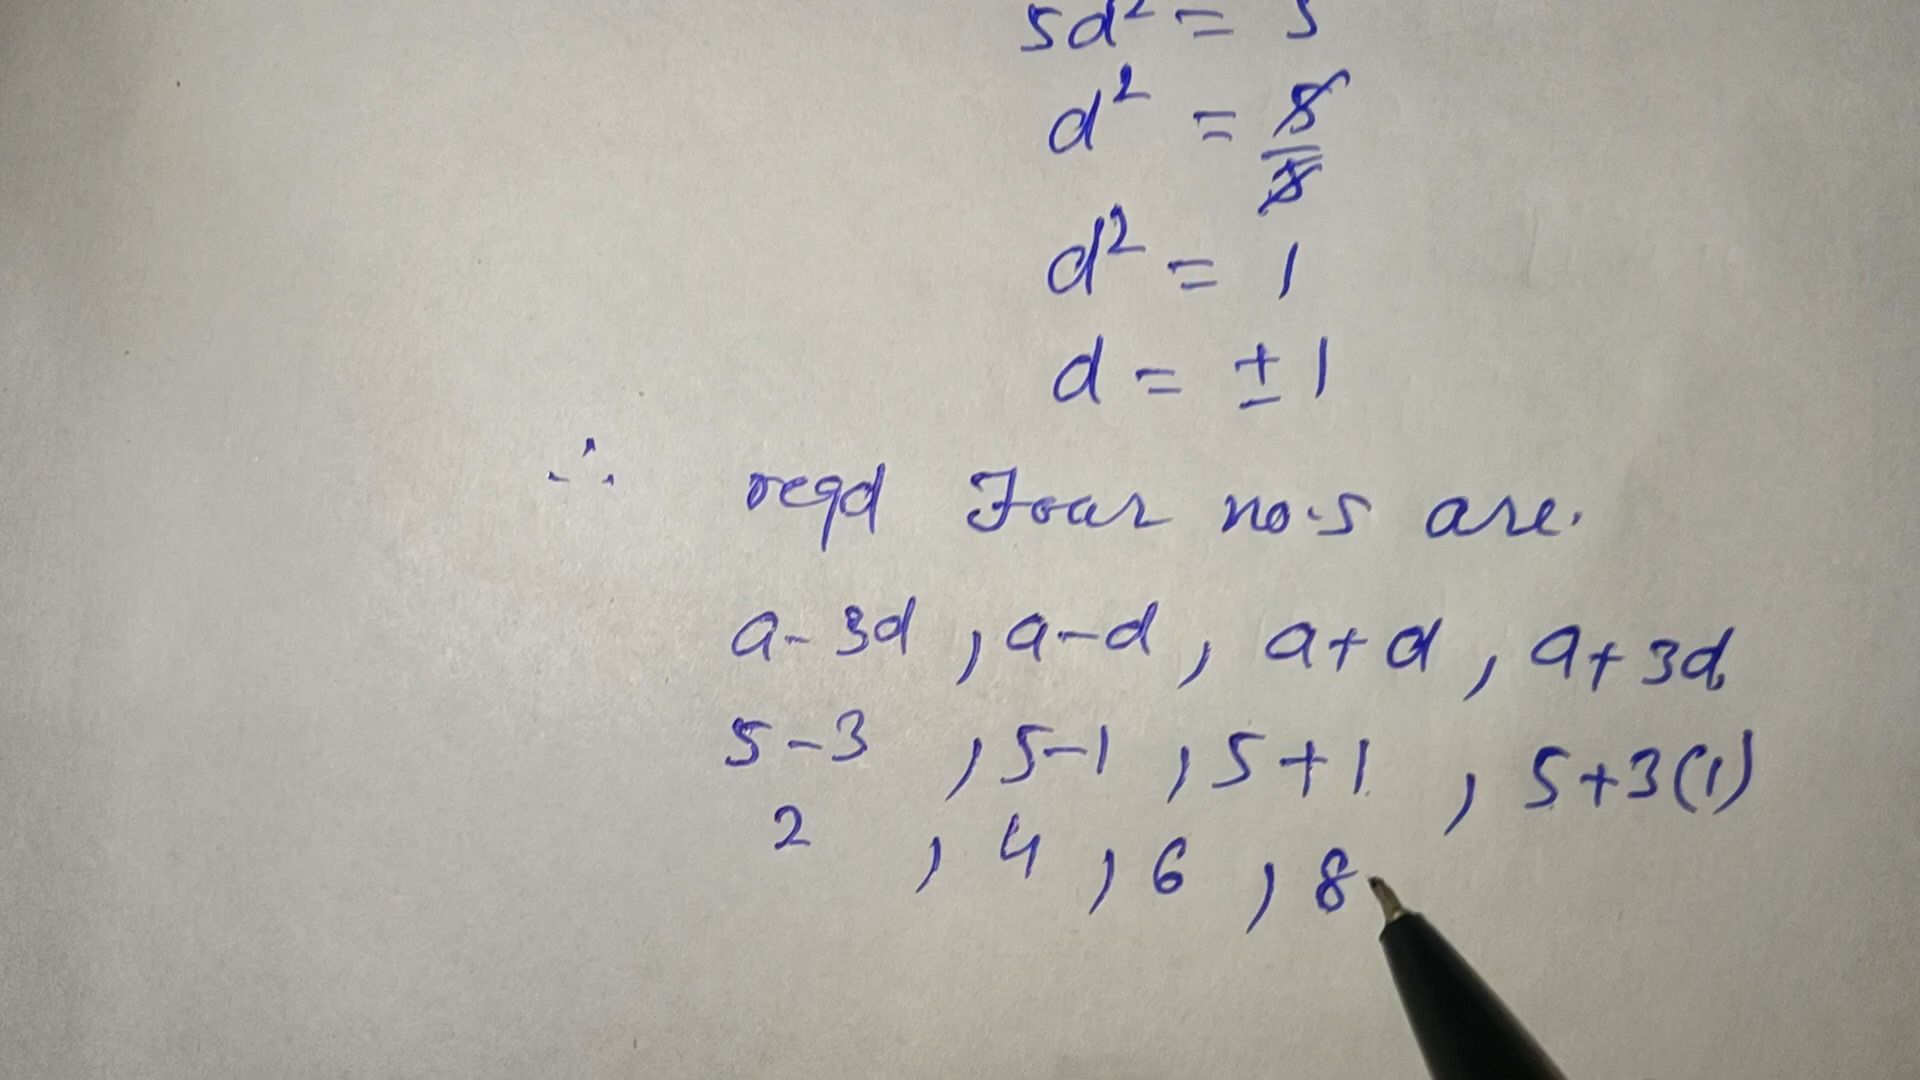 5d² = 5
d² = 5/5
d² = 1
d = ± 1
∴ reqd Four no.s are.
a - 3d , a - d , a + d , a + 3d
5 - 3 , 5 - 1 , 5 + 1 , 5 + 3(1)
2 , 4 , 6 , 8